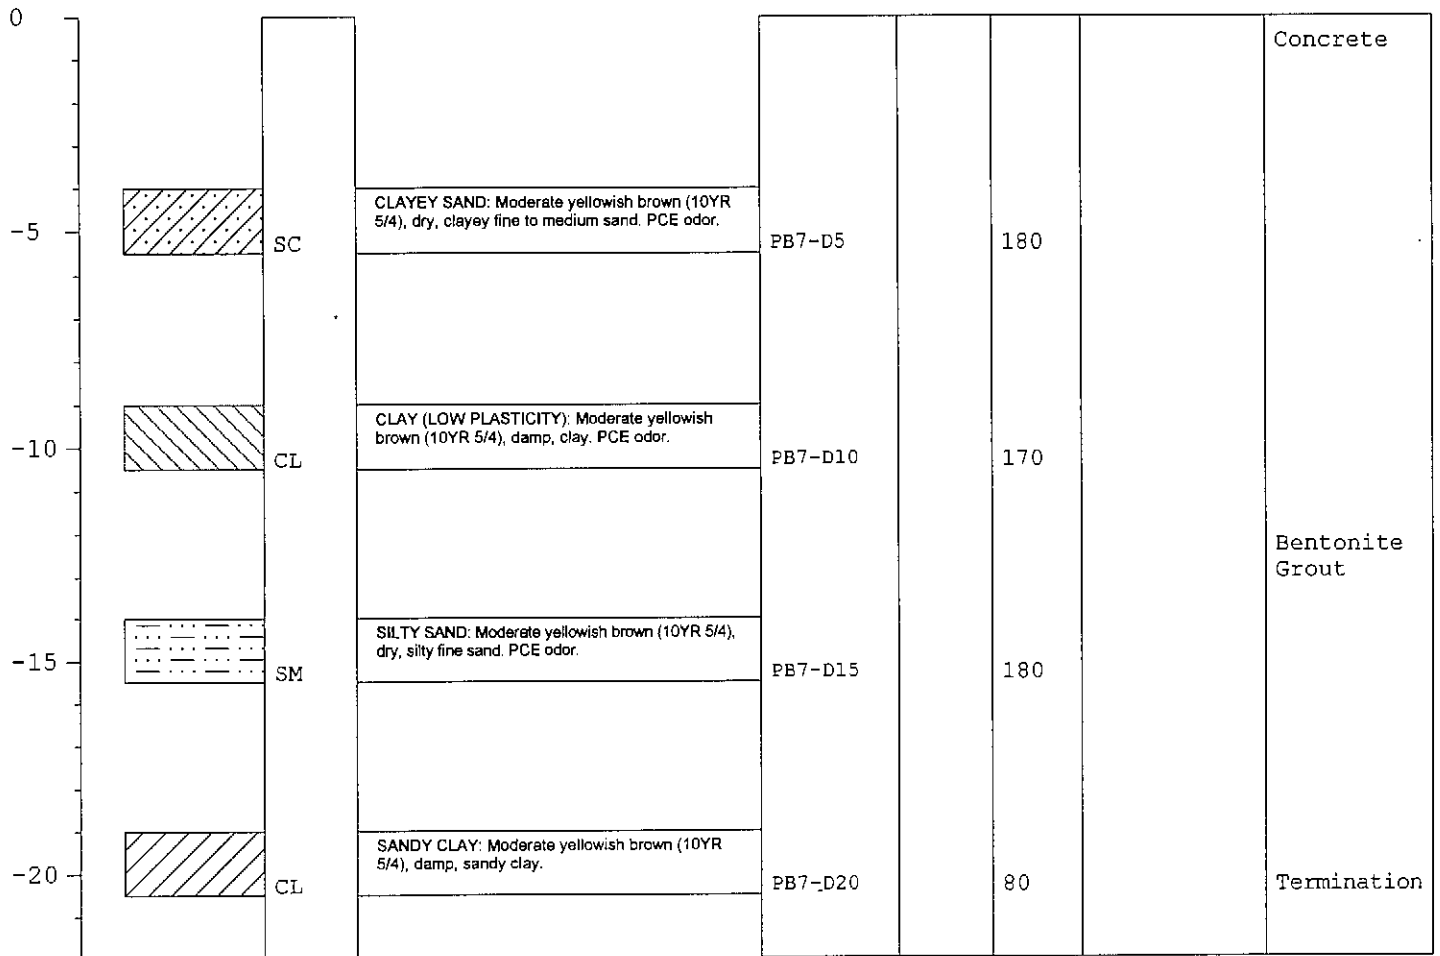 0
Concrete
CLAYEY SAND: Moderate yellowish brown (10YR
5/4), dry, clayey fine to medium sand. PCE odor.
-5
SC
PB7-D5
180
CLAY (LOW PLASTICITY): Moderate yellowish
brown (10YR 5/4), damp, clay. PCE odor.
-10
CL
PB7-D10
170
Bentonite
Grout
SILTY SAND: Moderate yellowish brown (10YR 5/4),
dry, silty fine sand. PCE odor.
-15
SM
PB7-D15
180
SANDY CLAY: Moderate yellowish brown (10YR
5/4), damp, sandy clay.
-20
CL
PB7-D20
80
Termination